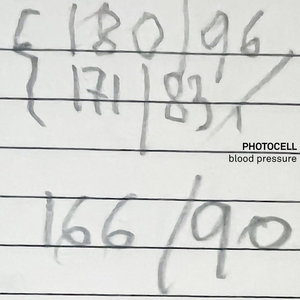 { 180/96
{ 171/83/
PHOTOCELL
blood pressure
166/90